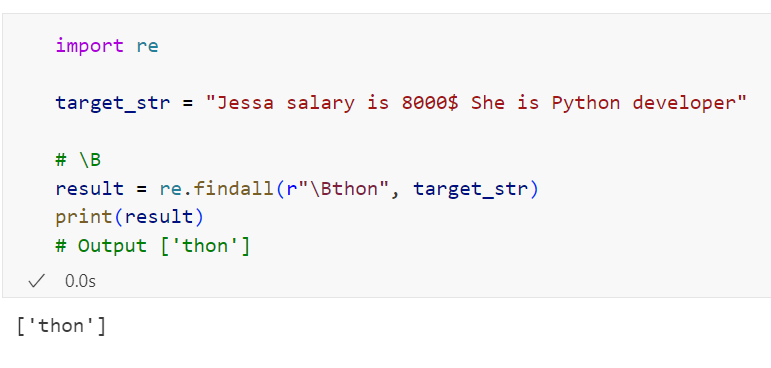 import re
target_str = "Jessa salary is 8000$ She is Python developer"
# \B
result = re.findall(r"\Bthon", target_str)
print(result)
# Output ['thon']
✓ 0.0s
['thon']